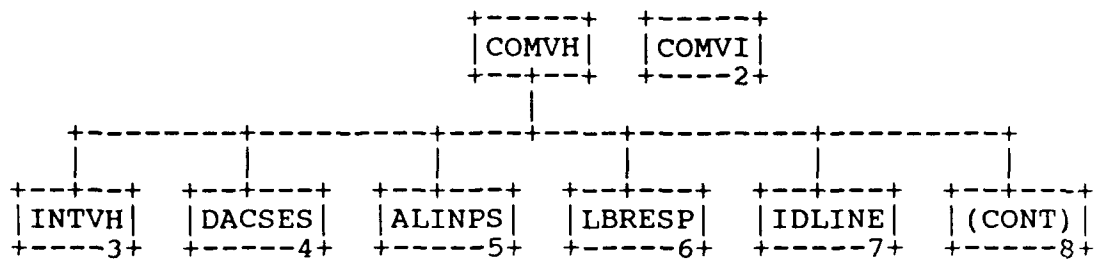 COMVH COMVI
2
INTVH DACSES ALINPS LBRESP IDLINE (CONT)
3 4 5 6 7 8